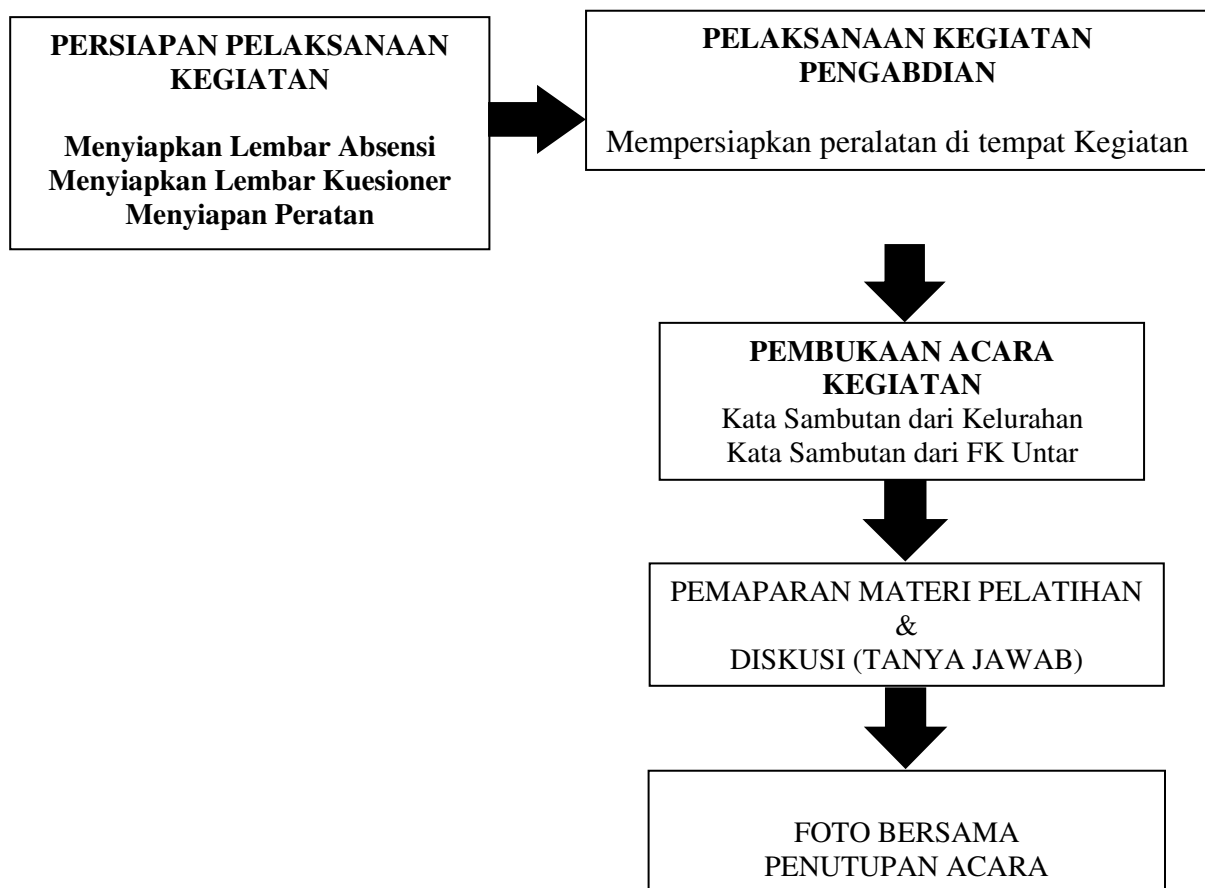 PERSIAPAN PELAKSANAAN
KEGIATAN
Menyiapkan Lembar Absensi
Menyiapkan Lembar Kuesioner
Menyiapan Peratan
PELAKSANAAN KEGIATAN
PENGABDIAN
Mempersiapkan peralatan di tempat Kegiatan
PEMBUKAAN ACARA
KEGIATAN
Kata Sambutan dari Kelurahan
Kata Sambutan dari FK Untar
PEMAPARAN MATERI PELATIHAN
&
DISKUSI (TANYA JAWAB)
FOTO BERSAMA
PENUTUPAN ACARA